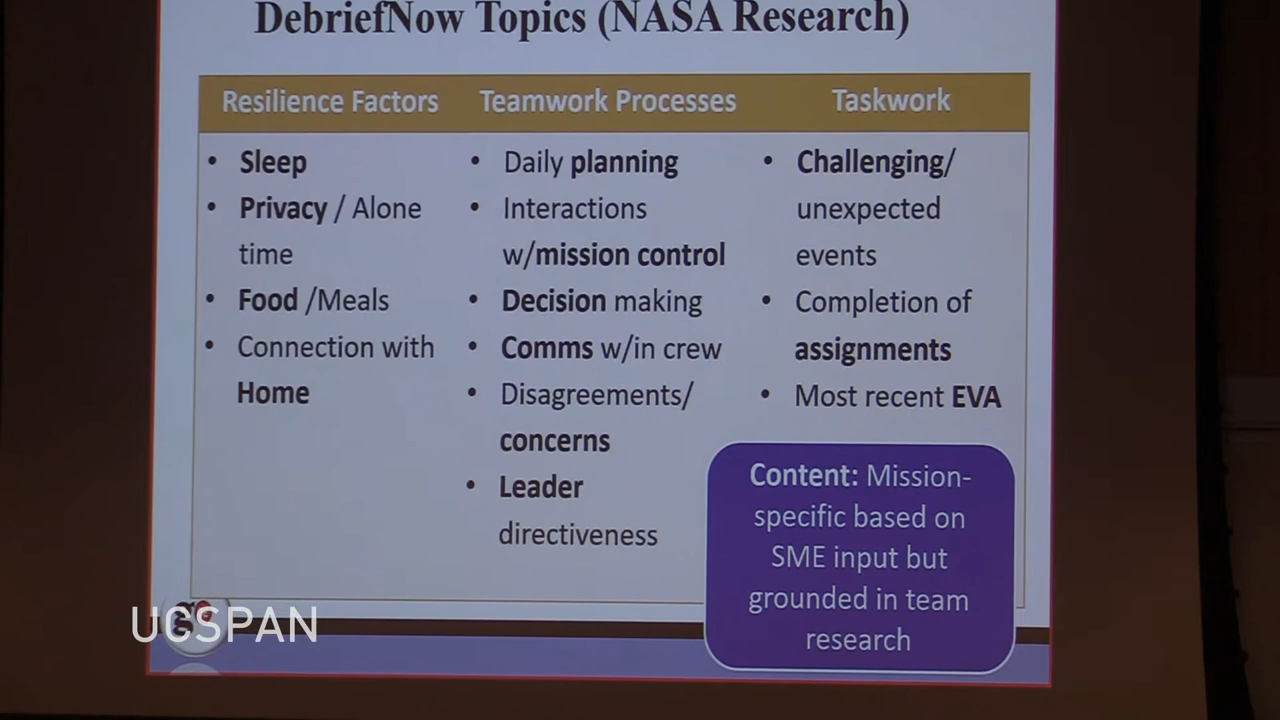 DebriefNow Topics (NASA Research)
Resilience Factors
• Sleep
• Privacy / Alone
time
• Food /Meals
• Connection with
Home
Teamwork Processes
• Daily planning
• Interactions
w/mission control
• Decision making
• Comms w/in crew
• Disagreements/
concerns
• Leader
directiveness
Taskwork
• Challenging/
unexpected
events
• Completion of
assignments
• Most recent EVA
Content: Mission-
specific based on
SME input but
grounded in team
research
UCSPAN